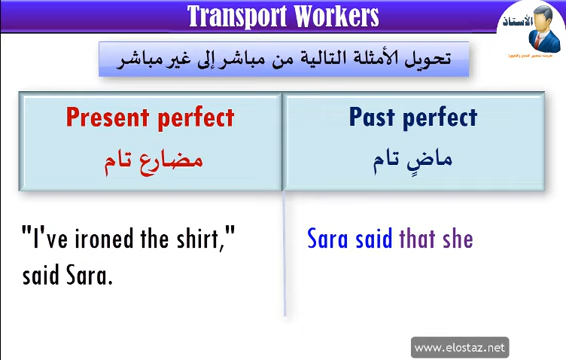 Transport Workers
الأستاذ
تحويل الأمثلة التالية من مباشر إلى غير مباشر
Present perfect
مضارع تام
Past perfect
ماضٍ تام
"I've ironed the shirt,"
said Sara.
Sara said that she
www.elostaz.net